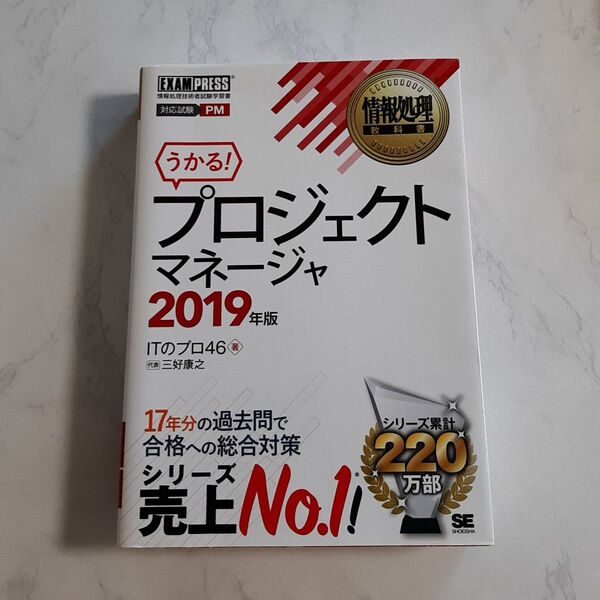 EXAMPRESS®
情報処理技術者試験学習書
対応試験 PM
情報処理
教科書
うかる!
プロジェクト
マネージャ
2019年版
ITのプロ46 著
代表 三好康之
17年分の過去問で
合格への総合対策
シリーズ
売上No.1!*
シリーズ累計
220
万部
SE
SHOEISHA